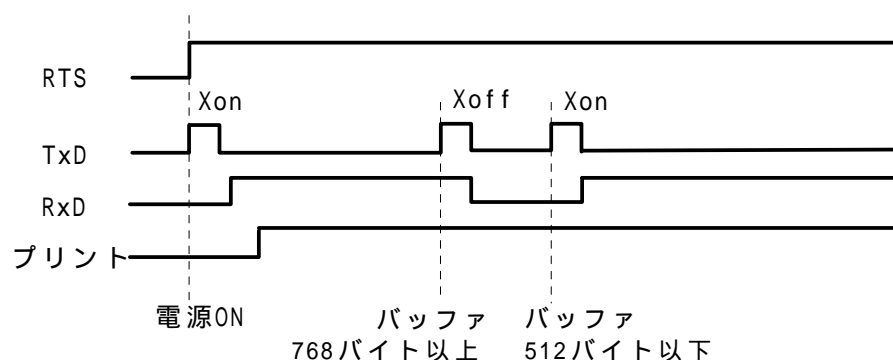 RTS
Xon
Xoff
Xon
TxD
RxD
プリント
電源ON
バッファ
768バイト以上
バッファ
512バイト以下